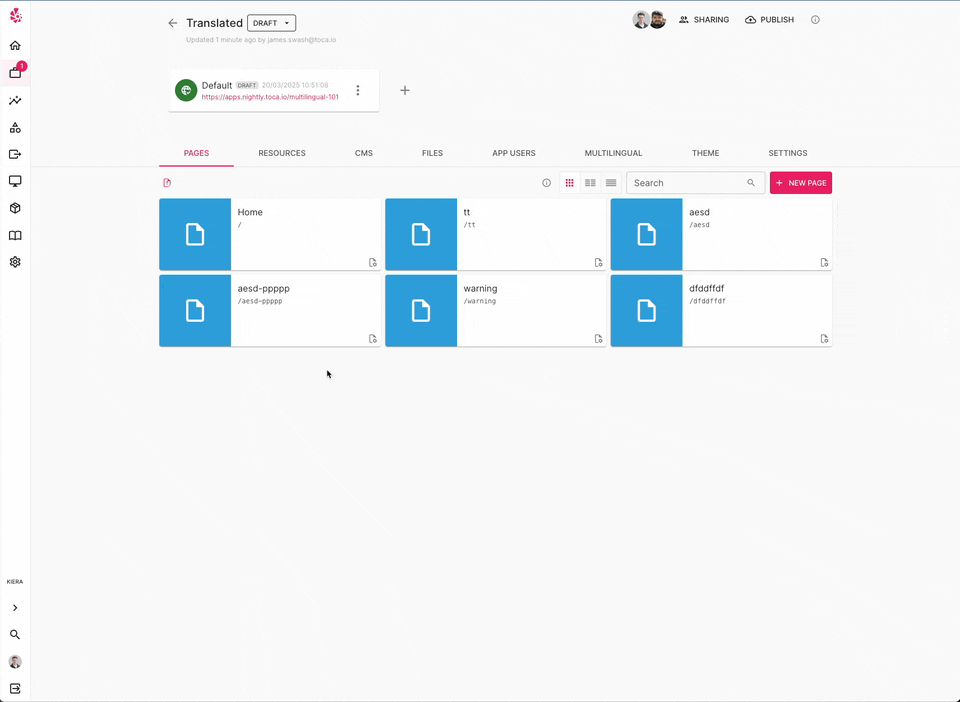 Translated
DRAFT
Updated 1 minute ago by james.swash@toca.io
SHARING
PUBLISH
1
Default DRAFT 20/03/2025 10:51:08
https://apps.nightly.toca.io/multilingual-101
PAGES
RESOURCES
CMS
FILES
APP USERS
MULTILINGUAL
THEME
SETTINGS
Search
NEW PAGE
Home
/
tt
/tt
aesd
/aesd
aesd-ppppp
/aesd-ppppp
warning
/warning
dfddffdf
/dfddffdf
KIERA